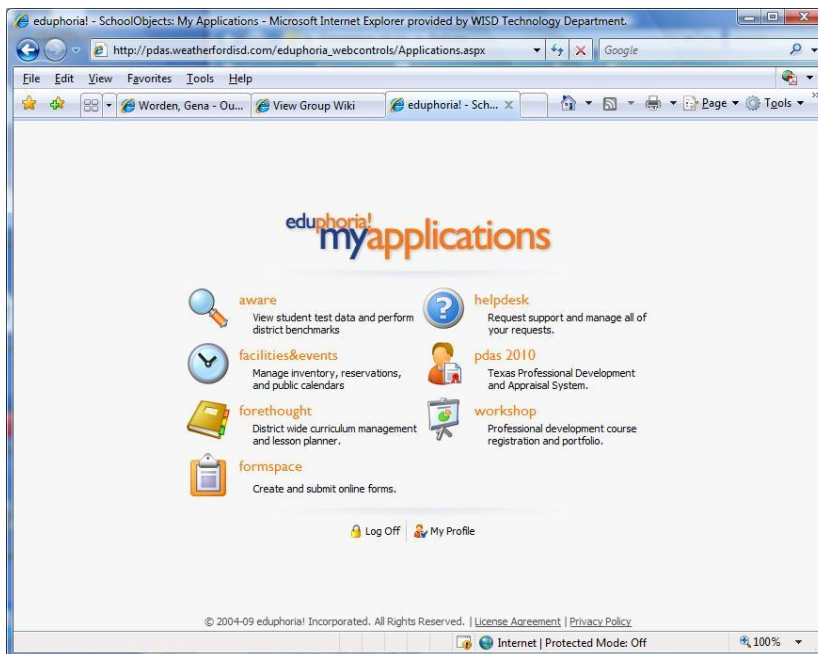 eduphoria! - SchoolObjects: My Applications - Microsoft Internet Explorer provided by WISD Technology Department.
http://pdas.weatherfordisd.com/eduphoria_webcontrols/Applications.aspx
Google
File Edit View Favorites Tools Help
Worden, Gena - Ou...
View Group Wiki
eduphoria! - Sch...
Page
Tools
eduphoria!
myapplications
aware
View student test data and perform
district benchmarks
helpdesk
Request support and manage all of
your requests.
facilities&events
Manage inventory, reservations,
and public calendars
pdas 2010
Texas Professional Development
and Appraisal System.
forethought
District wide curriculum management
and lesson planner.
workshop
Professional development course
registration and portfolio.
formspace
Create and submit online forms.
Log Off
My Profile
© 2004-09 eduphoria! Incorporated. All Rights Reserved. | License Agreement | Privacy Policy
Internet | Protected Mode: Off
100%